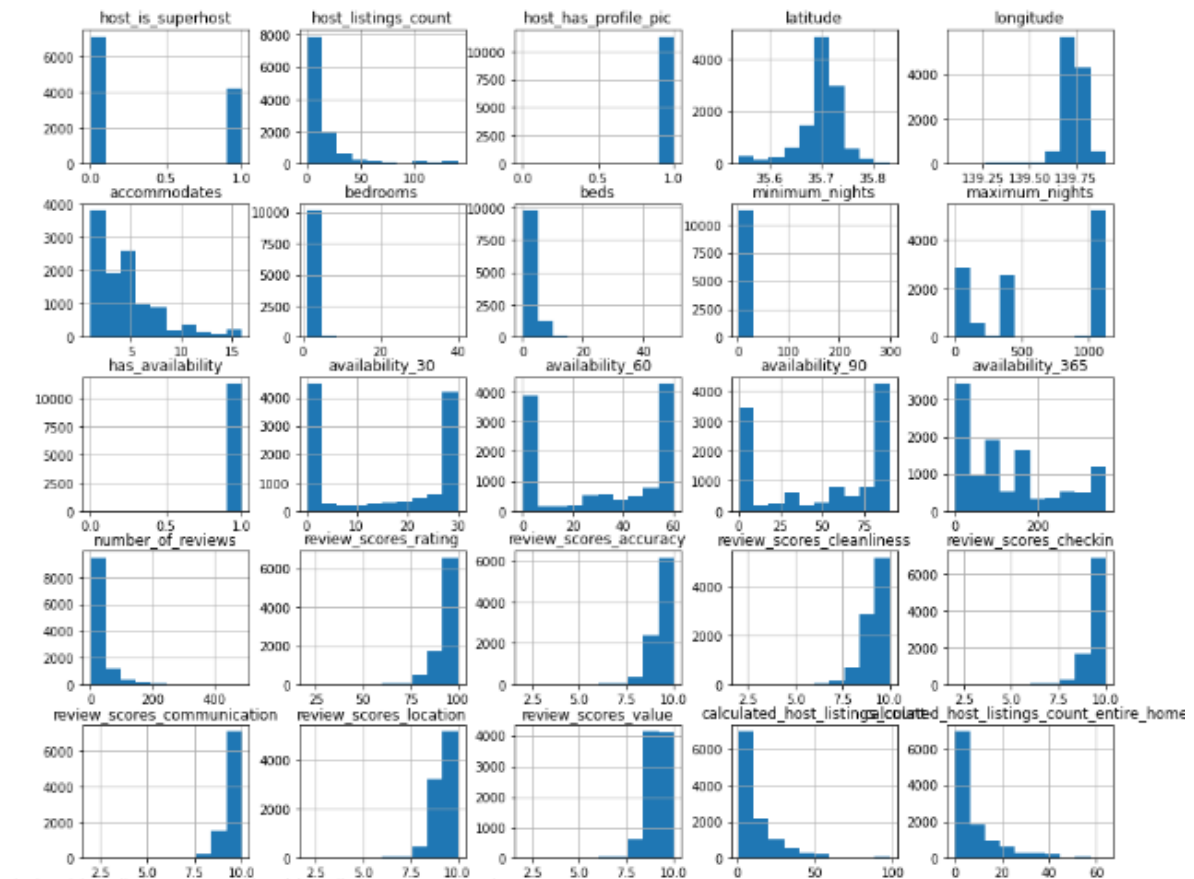 host_is_superhost host_listings_count host_has_profile_pic latitude longitude
6000 4000 2000 0
0.0 0.5 1.0
8000 6000 4000 2000 0
0 50 100
10000 7500 5000 2500 0
0.0 0.5 1.0
4000 2000 0
35.6 35.7 35.8
4000 2000 0
139.25 139.50 139.75
accommodates bedrooms beds minimum_nights maximum_nights
4000 3000 2000 1000 0
5 10 15
10000 7500 5000 2500 0
0 20 40
10000 7500 5000 2500 0
0 20 40
10000 7500 5000 2500 0
0 100 200 300
4000 2000 0
0 500 1000
has_availability availability_30 availability_60 availability_90 availability_365
10000 7500 5000 2500 0
0.0 0.5 1.0
4000 3000 2000 1000 0
0 10 20 30
4000 3000 2000 1000 0
0 20 40 60
4000 3000 2000 1000 0
0 25 50 75
3000 2000 1000 0
0 200
number_of_reviews review_scores_rating review_scores_accuracy review_scores_cleanliness review_scores_checkin
8000 6000 4000 2000 0
0 200 400
6000 4000 2000 0
25 50 75 100
6000 4000 2000 0
2.5 5.0 7.5 10.0
4000 2000 0
2.5 5.0 7.5 10.0
6000 4000 2000 0
2.5 5.0 7.5 10.0
review_scores_communication review_scores_location review_scores_value calculated_host_listings_count calculated_host_listings_count_entire_home
6000 4000 2000 0
2.5 5.0 7.5 10.0
4000 2000 0
2.5 5.0 7.5 10.0
4000 3000 2000 1000 0
2.5 5.0 7.5 10.0
6000 4000 2000 0
0 50 100
6000 4000 2000 0
0 20 40 60